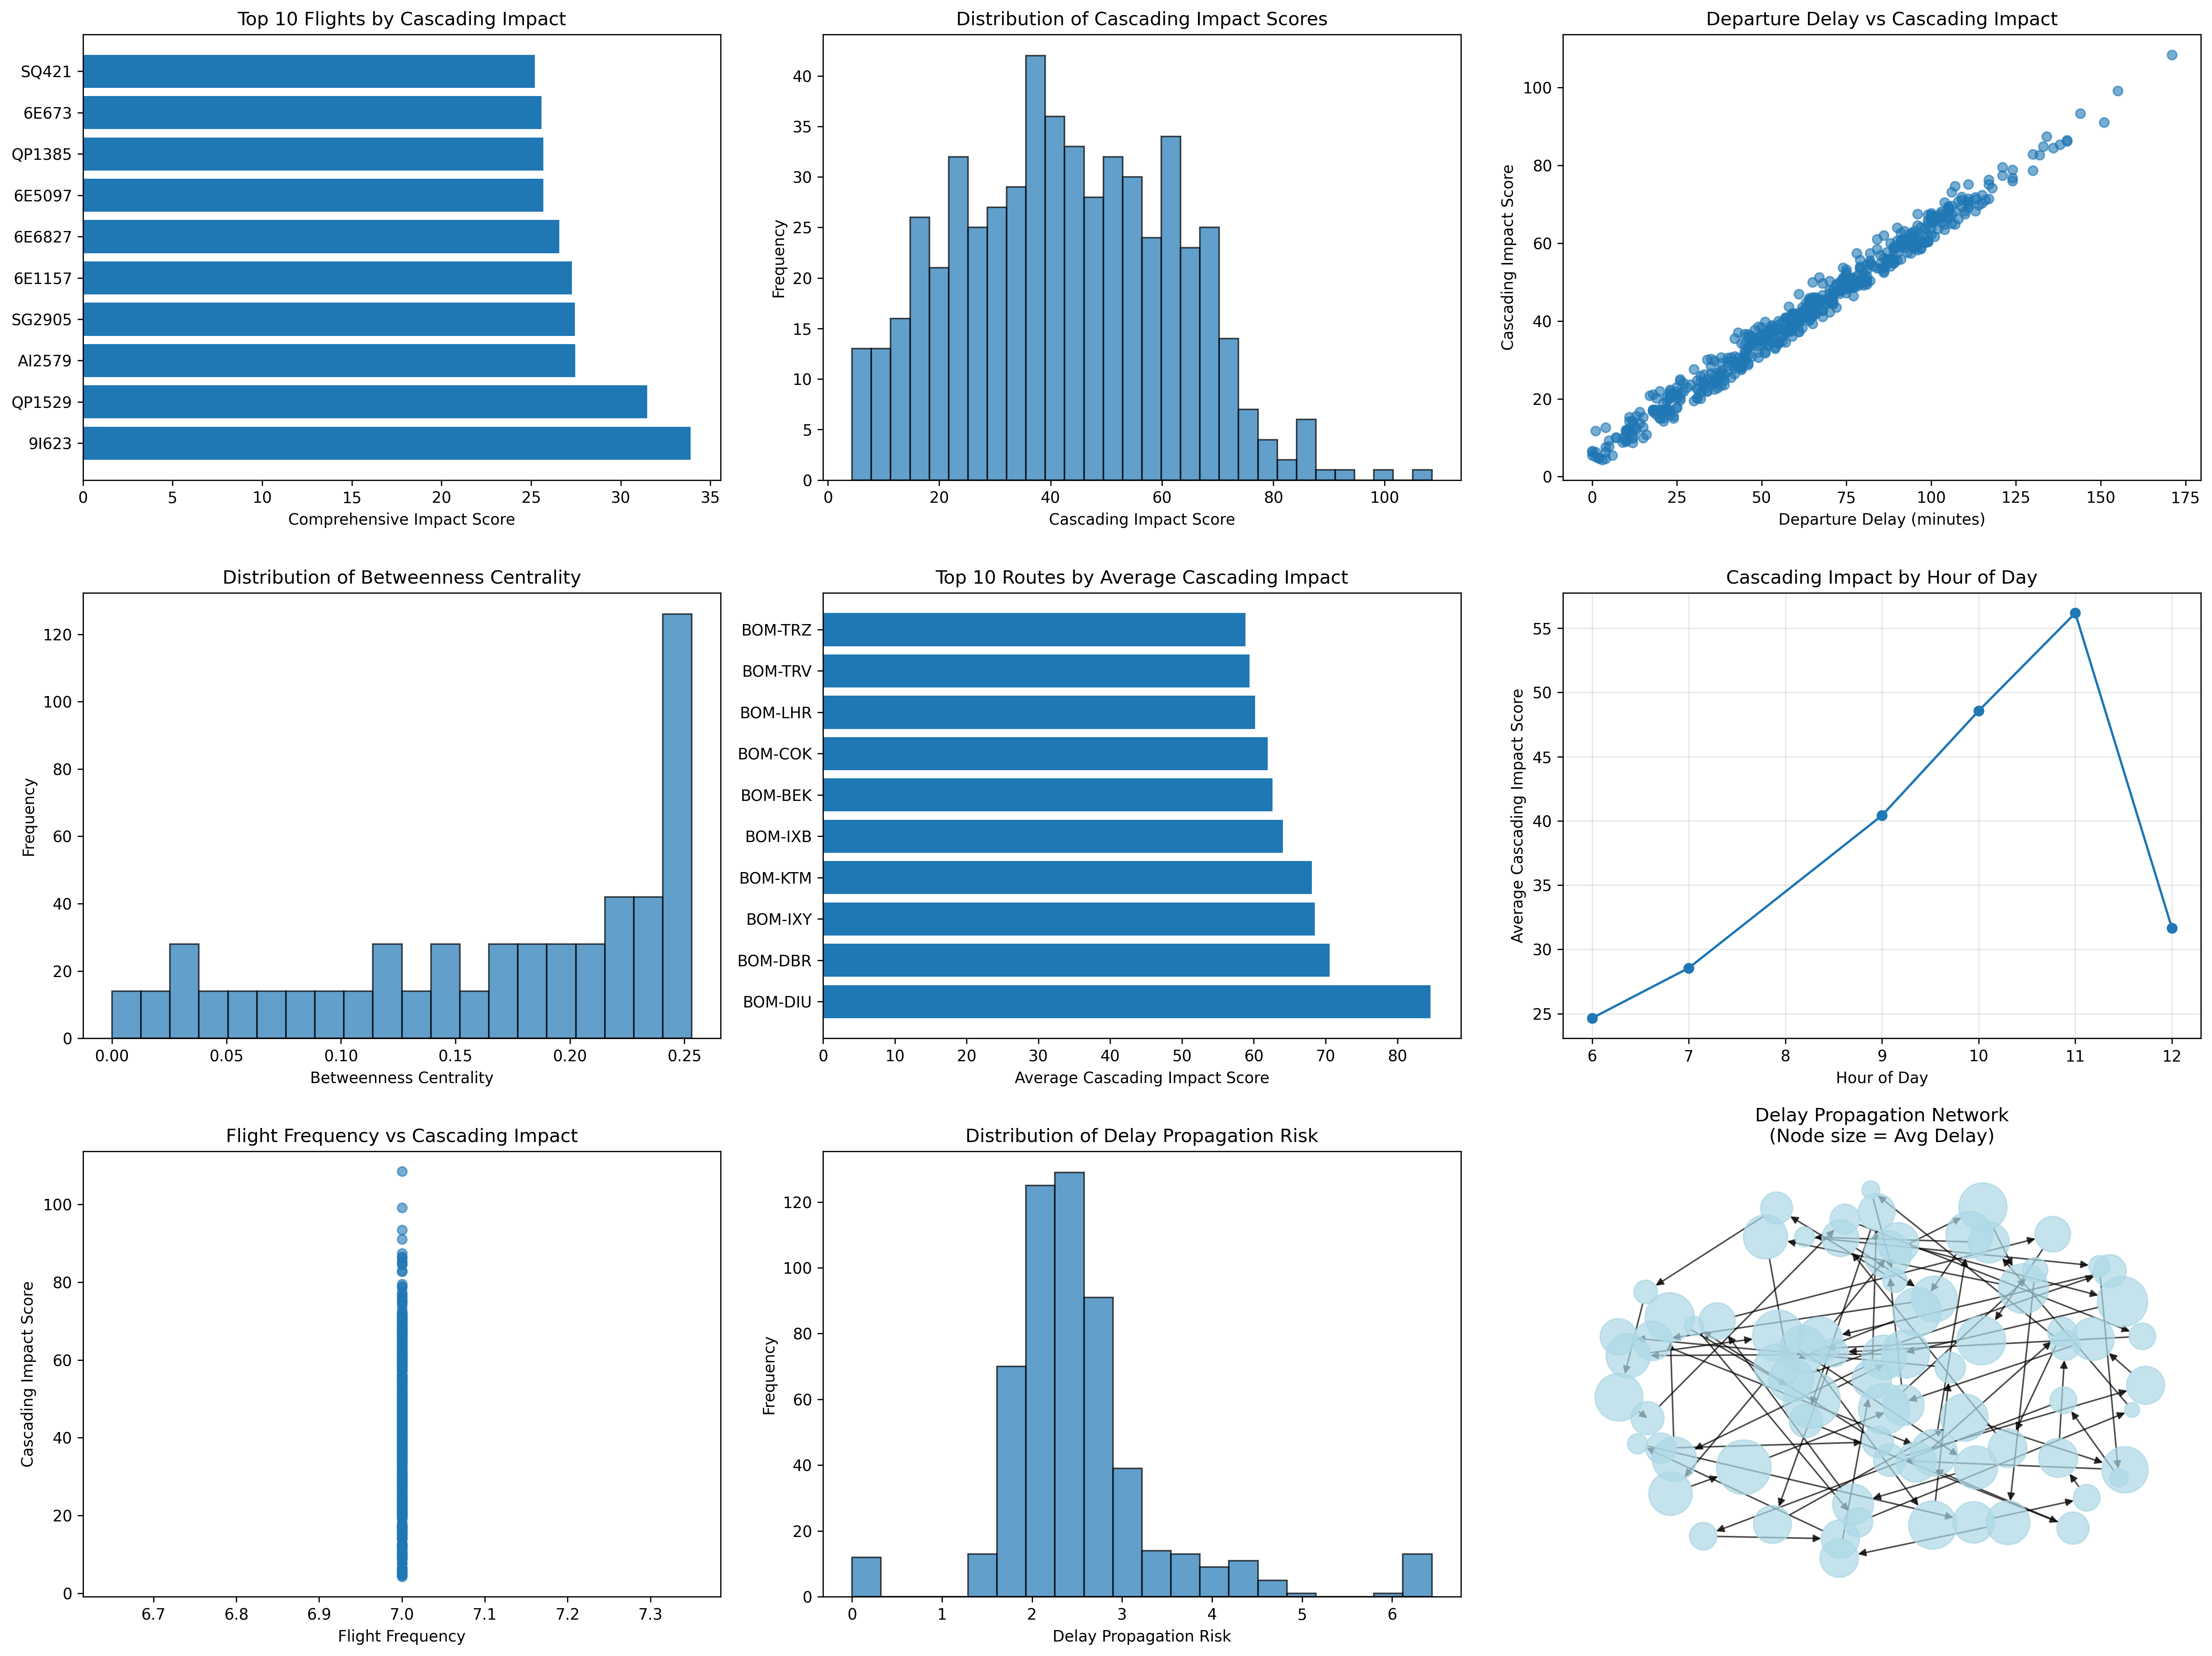 Top 10 Flights by Cascading Impact
SQ421
6E673
QP1385
6E5097
6E6827
6E1157
SG2905
AI2579
QP1529
9I623
0 5 10 15 20 25 30 35
Comprehensive Impact Score
Distribution of Cascading Impact Scores
Frequency
40
35
30
25
20
15
10
5
0
0 20 40 60 80 100
Cascading Impact Score
Departure Delay vs Cascading Impact
Cascading Impact Score
100
80
60
40
20
0
0 25 50 75 100 125 150 175
Departure Delay (minutes)
Distribution of Betweenness Centrality
Frequency
120
100
80
60
40
20
0
0.00 0.05 0.10 0.15 0.20 0.25
Betweenness Centrality
Top 10 Routes by Average Cascading Impact
BOM-TRZ
BOM-TRV
BOM-LHR
BOM-COK
BOM-BEK
BOM-IXB
BOM-KTM
BOM-IXY
BOM-DBR
BOM-DIU
0 10 20 30 40 50 60 70 80
Average Cascading Impact Score
Cascading Impact by Hour of Day
Average Cascading Impact Score
55
50
45
40
35
30
25
6 7 8 9 10 11 12
Hour of Day
Flight Frequency vs Cascading Impact
Cascading Impact Score
100
80
60
40
20
0
6.7 6.8 6.9 7.0 7.1 7.2 7.3
Flight Frequency
Distribution of Delay Propagation Risk
Frequency
120
100
80
60
40
20
0
0 1 2 3 4 5 6
Delay Propagation Risk
Delay Propagation Network
(Node size = Avg Delay)